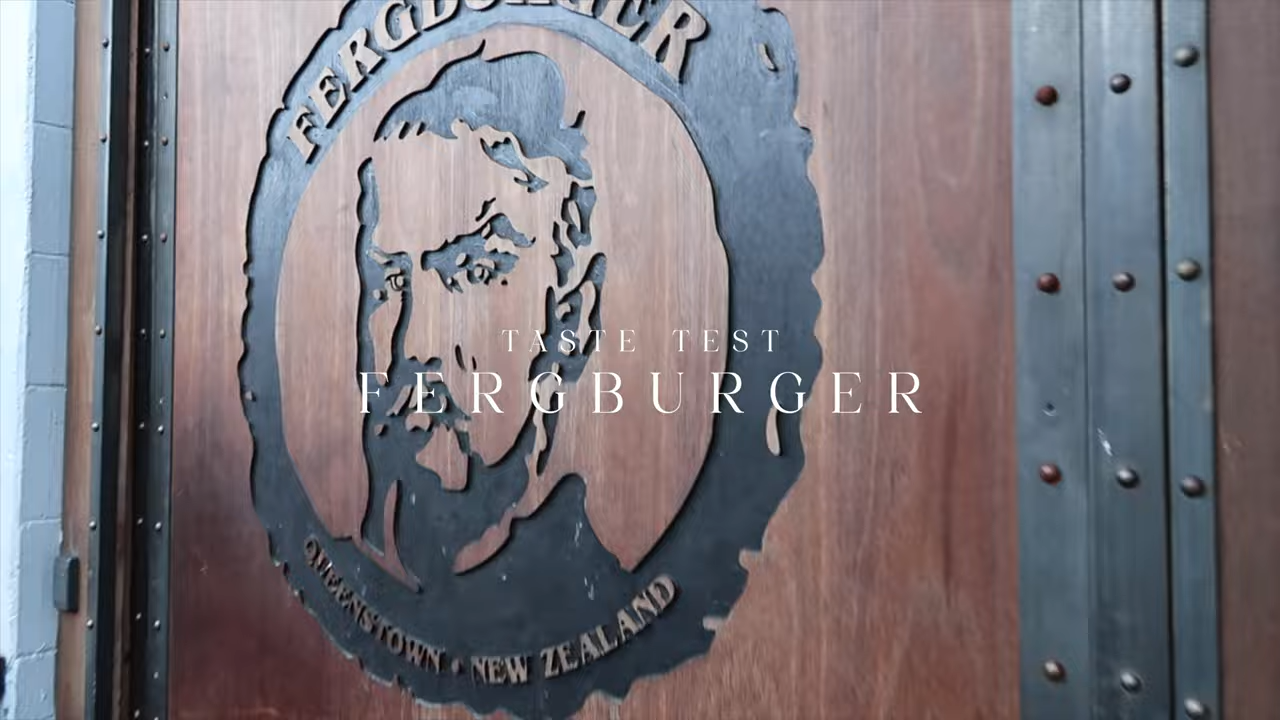 FERGBURGER
TASTE TEST
FERGBURGER
QUEENSTOWN • NEW ZEALAND